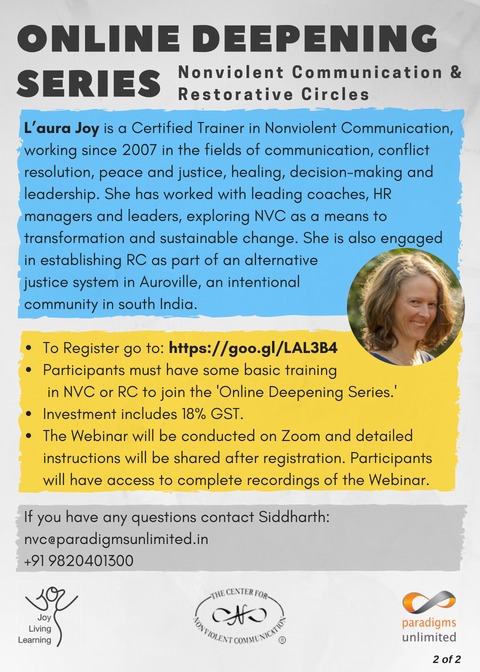 ONLINE DEEPENING
SERIES
Nonviolent Communication &
Restorative Circles
L'aura Joy is a Certified Trainer in Nonviolent Communication,
working since 2007 in the fields of communication, conflict
resolution, peace and justice, healing, decision-making and
leadership. She has worked with leading coaches, HR
managers and leaders, exploring NVC as a means to
transformation and sustainable change. She is also engaged
in establishing RC as part of an alternative
justice system in Auroville, an intentional
community in south India.
• To Register go to: https://goo.gl/LAL3B4
• Participants must have some basic training
in NVC or RC to join the 'Online Deepening Series.'
• Investment includes 18% GST.
• The Webinar will be conducted on Zoom and detailed
instructions will be shared after registration. Participants
will have access to complete recordings of the Webinar.
If you have any questions contact Siddharth:
nvc@paradigmsunlimited.in
+91 9820401300
Joy
Living
Learning
THE CENTER FOR
CNVC
NONVIOLENT COMMUNICATION
®
paradigms
unlimited
2 of 2